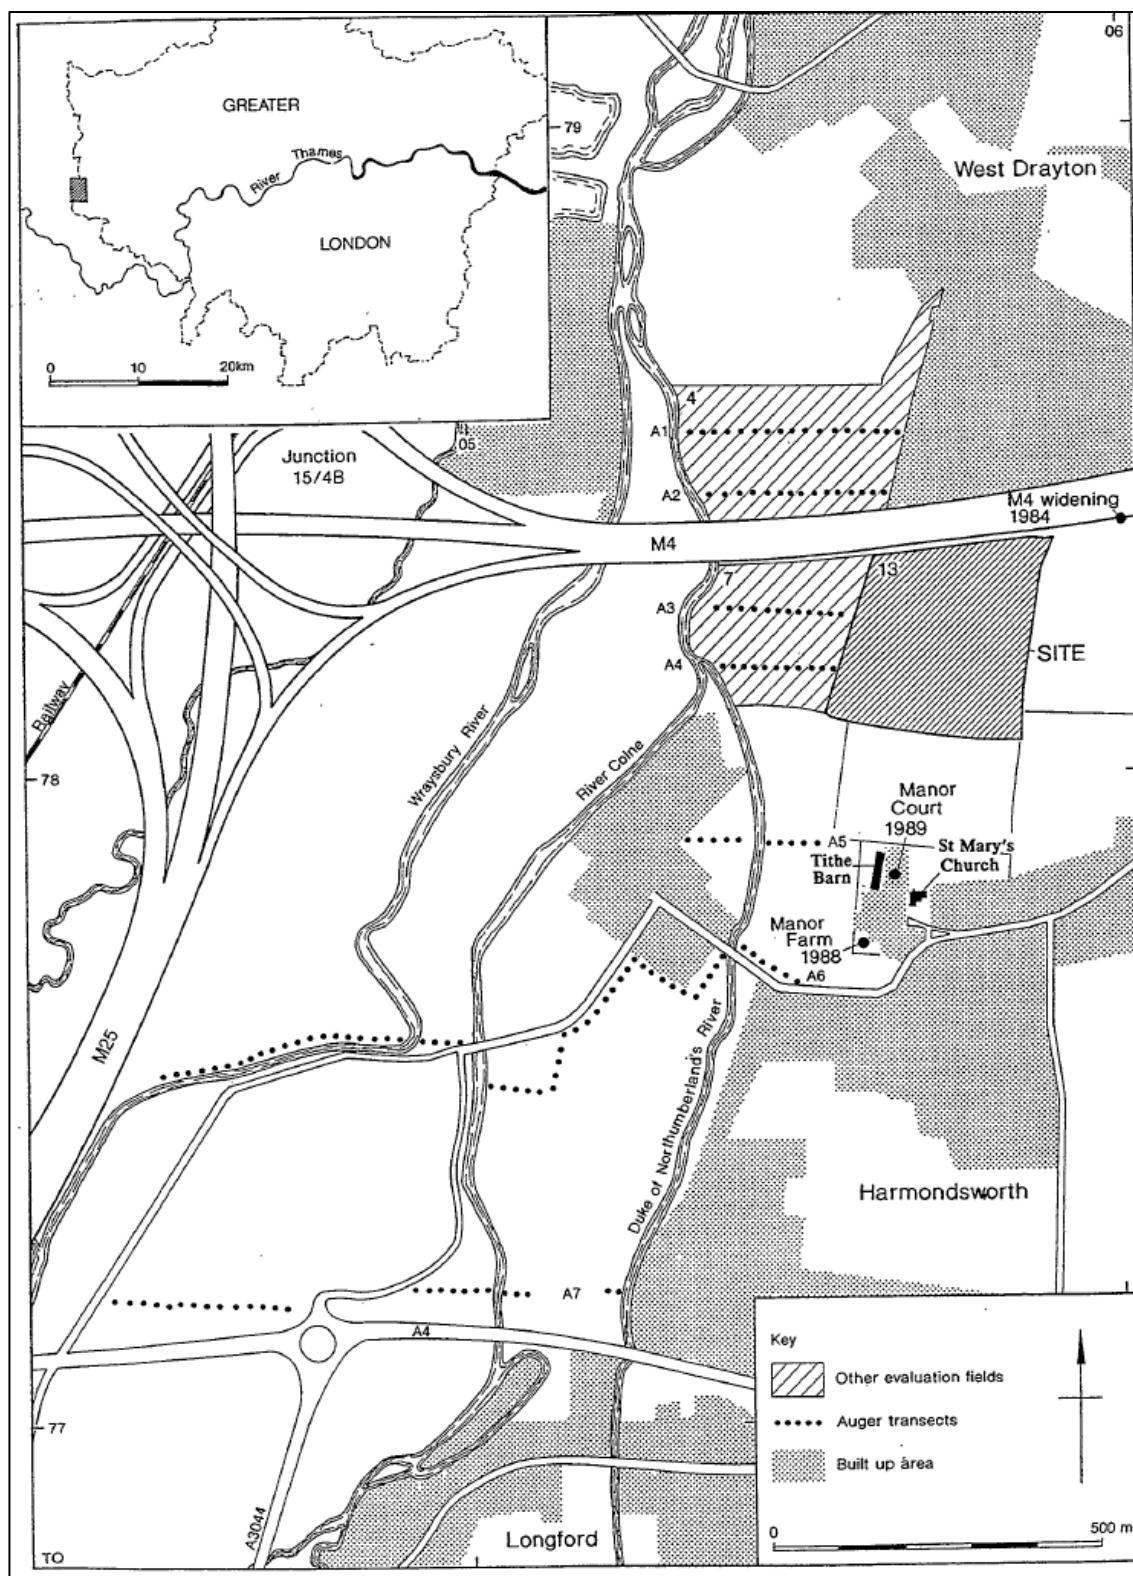 06
GREATER
River
Thames
LONDON
0 10 20km
79
West Drayton
4
A1
05
Junction
15/4B
A2
M4 widening
1984
M4
7
13
A3
A4
SITE
Railway
Wraysbury River
River Colne
78
Manor
Court
1989
A5
Tithe
Barn
St Mary's
Church
Manor
Farm
1988
A6
M25
Duke of Northumberland's River
Harmondsworth
A7
A4
Key
Other evaluation fields
Auger transects
Built up area
77
A3044
Longford
0 500 m
TO